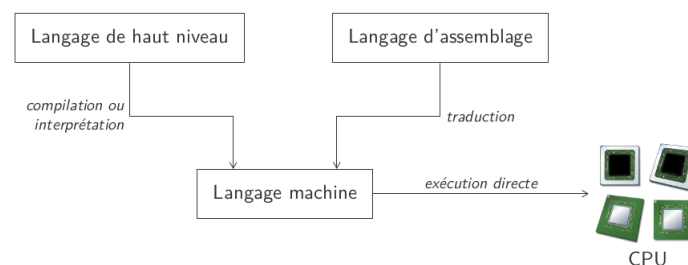 Langage de haut niveau
Langage d'assemblage
compilation ou
interprétation
traduction
Langage machine
exécution directe
CPU